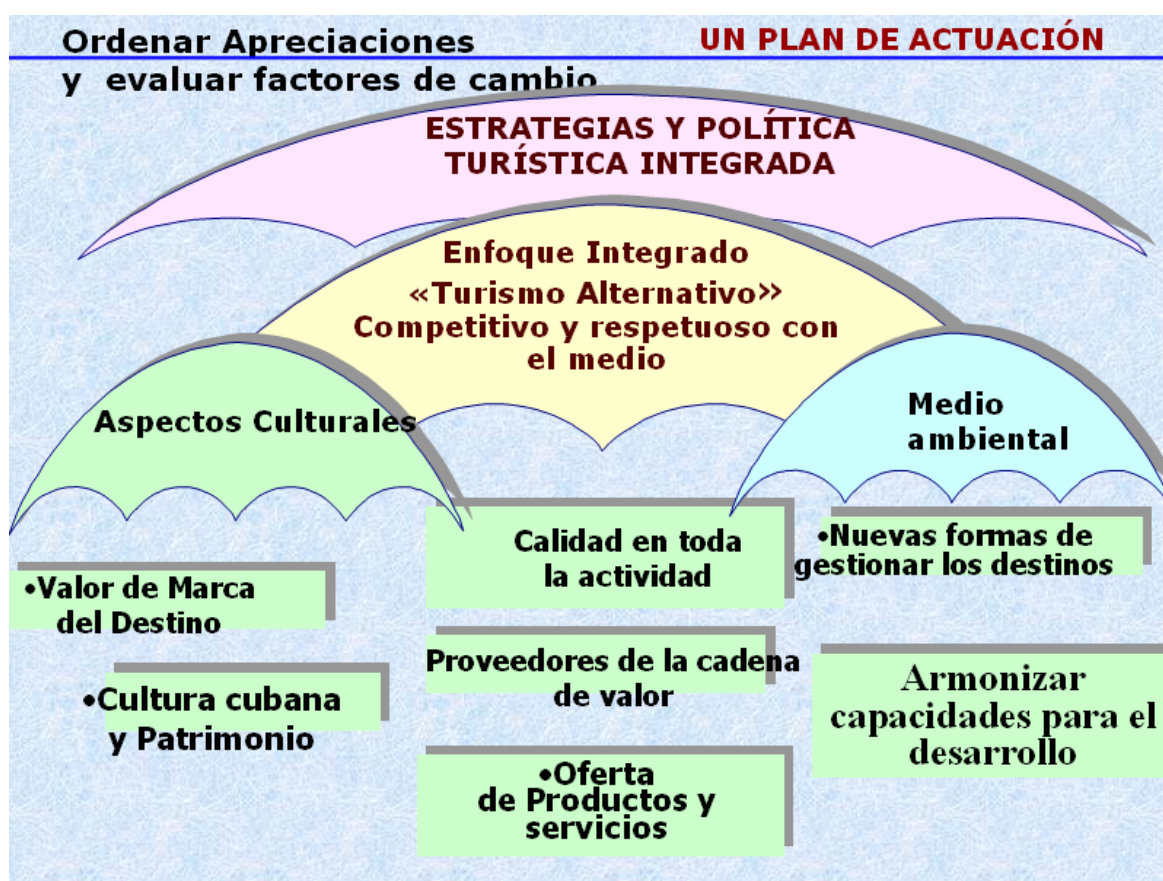 Ordenar Apreciaciones
y evaluar factores de cambio
UN PLAN DE ACTUACIÓN
ESTRATEGIAS Y POLÍTICA
TURÍSTICA INTEGRADA
Enfoque Integrado
«Turismo Alternativo»
Competitivo y respetuoso con
el medio
Aspectos Culturales
Medio
ambiental
•Valor de Marca
del Destino
•Cultura cubana
y Patrimonio
Calidad en toda
la actividad
Proveedores de la cadena
de valor
•Oferta
de Productos y
servicios
•Nuevas formas de
gestionar los destinos
Armonizar
capacidades para el
desarrollo